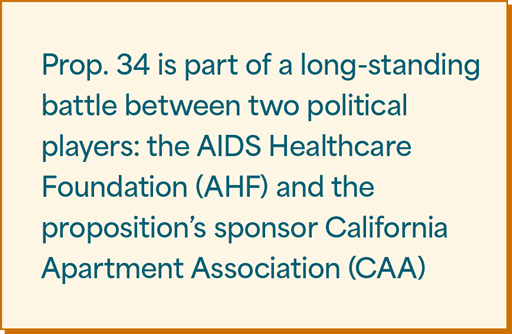 Prop. 34 is part of a long-standing
battle between two political
players: the AIDS Healthcare
Foundation (AHF) and the
proposition’s sponsor California
Apartment Association (CAA)